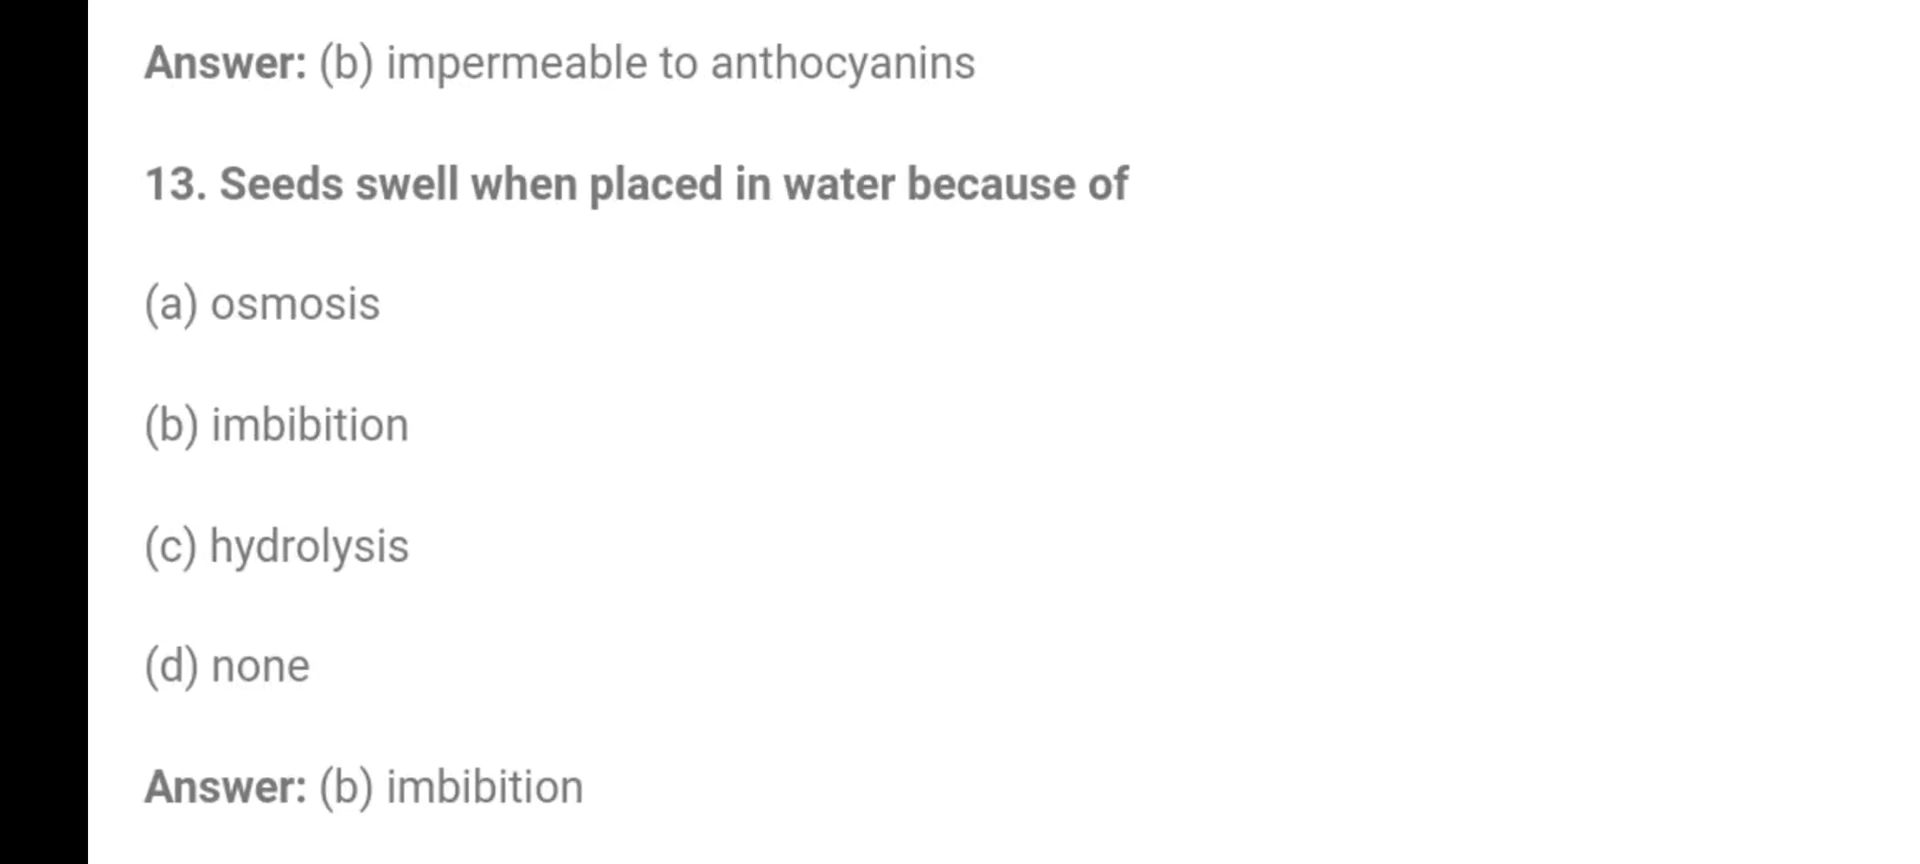 Answer: (b) impermeable to anthocyanins
13. Seeds swell when placed in water because of
(a) osmosis
(b) imbibition
(c) hydrolysis
(d) none
Answer: (b) imbibition